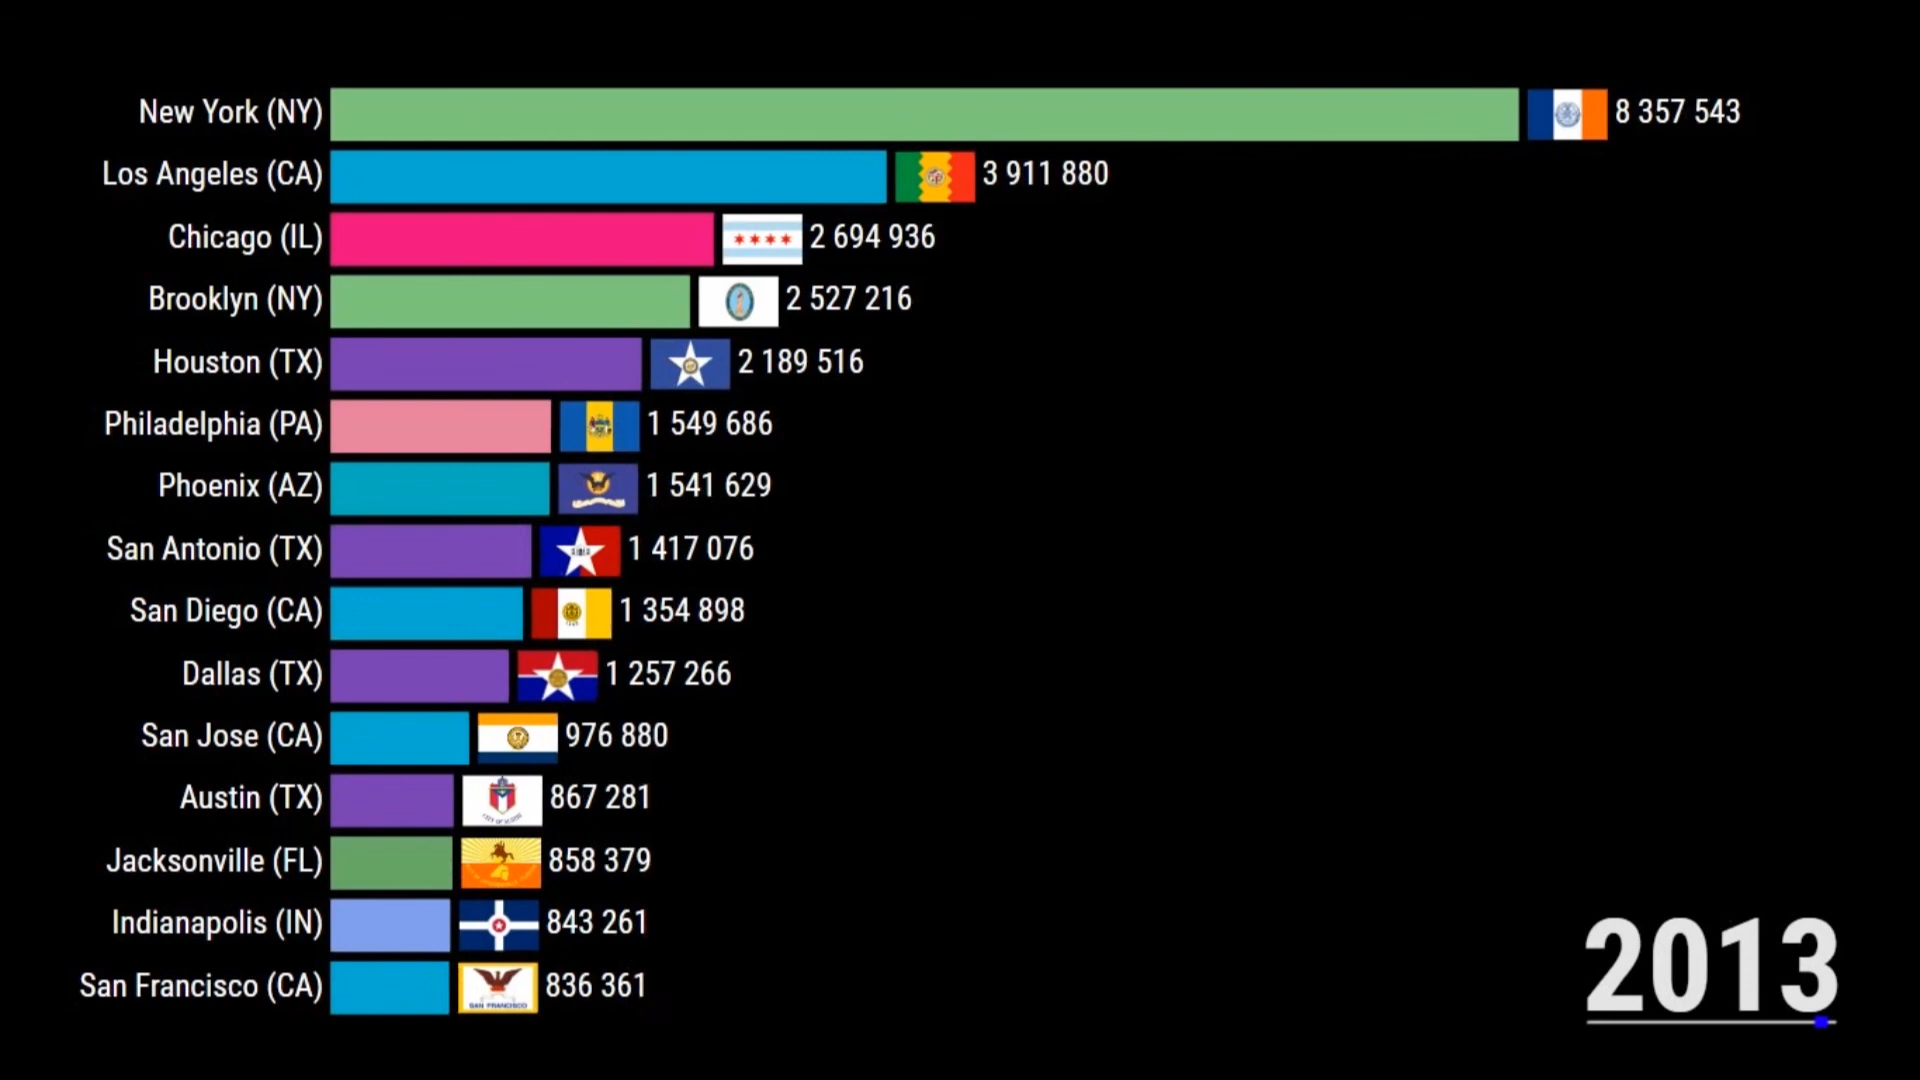 New York (NY) 8 357 543
Los Angeles (CA) 3 911 880
Chicago (IL) 2 694 936
Brooklyn (NY) 2 527 216
Houston (TX) 2 189 516
Philadelphia (PA) 1 549 686
Phoenix (AZ) 1 541 629
San Antonio (TX) 1 417 076
San Diego (CA) 1 354 898
Dallas (TX) 1 257 266
San Jose (CA) 976 880
Austin (TX) 867 281
Jacksonville (FL) 858 379
Indianapolis (IN) 843 261
San Francisco (CA) SAN FRANCISCO 836 361
2013